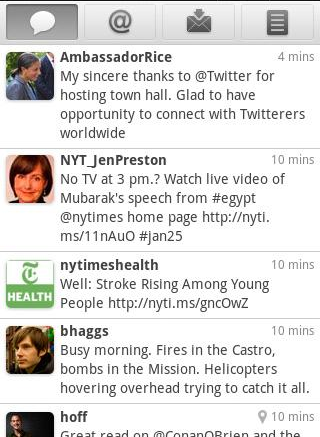 @
AmbassadorRice 4 mins
My sincere thanks to @Twitter for
hosting town hall. Glad to have
opportunity to connect with Twitterers
worldwide
NYT_JenPreston 10 mins
No TV at 3 pm.? Watch live video of
Mubarak's speech from #egypt
@nytimes home page http://nyti.
ms/11nAuO #jan25
T
HEALTH
nytimeshealth 10 mins
Well: Stroke Rising Among Young
People http://nyti.ms/gncOwZ
bhaggs 10 mins
Busy morning. Fires in the Castro,
bombs in the Mission. Helicopters
hovering overhead trying to catch it all.
hoff 10 mins
Great read on @ConanOBrien and the